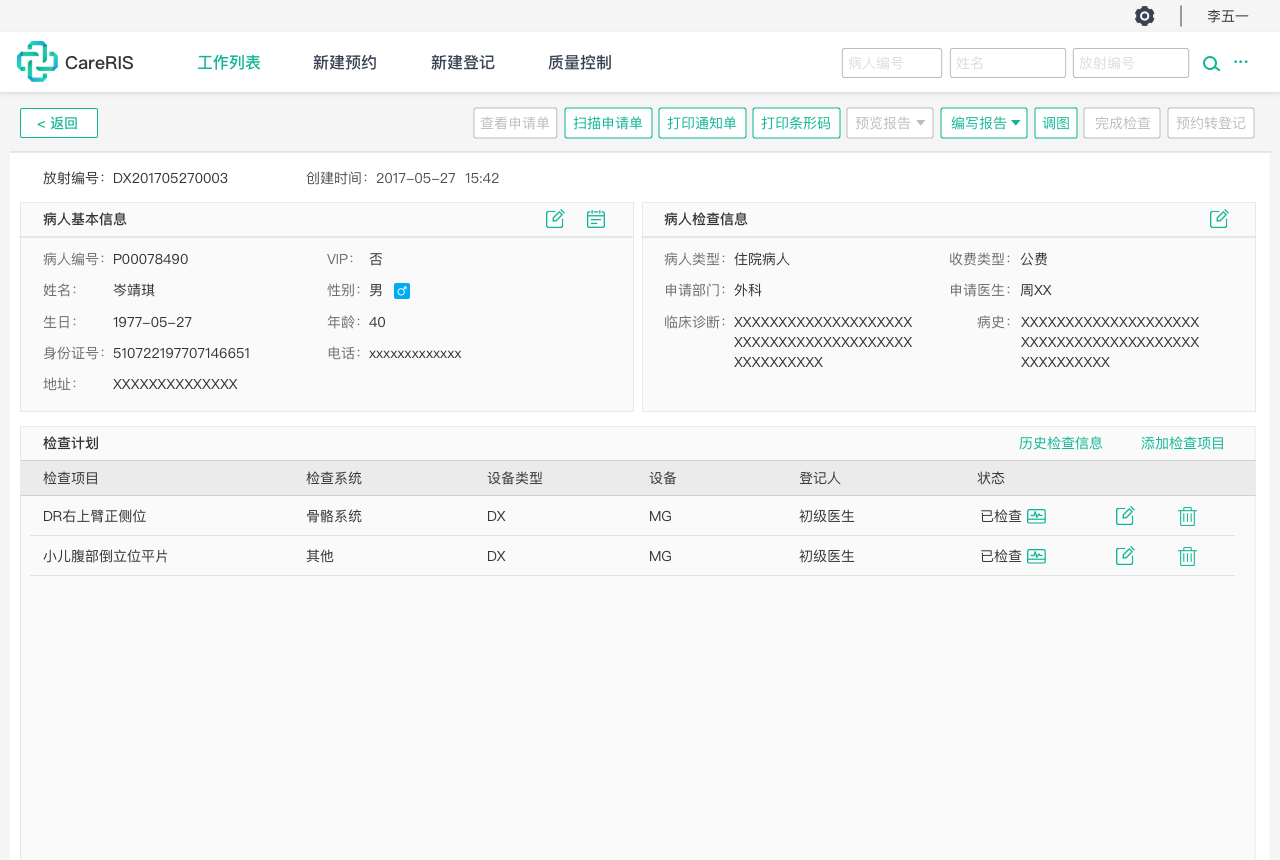 李五一
CareRIS 工作列表 新建预约 新建登记 质量控制 病人编号 姓名 放射编号 ···
< 返回 查看申请单 扫描申请单 打印通知单 打印条形码 预览报告 编写报告 调图 完成检查 预约转登记
放射编号：DX201705270003 创建时间：2017-05-27 15:42
病人基本信息
病人编号：P00078490 VIP： 否
姓名： 岑靖琪 性别：男
生日： 1977-05-27 年龄：40
身份证号：510722197707146651 电话：xxxxxxxxxxxxx
地址： XXXXXXXXXXXXXX
病人检查信息
病人类型：住院病人 收费类型：公费
申请部门：外科 申请医生：周XX
临床诊断：XXXXXXXXXXXXXXXXXXXX 病史：XXXXXXXXXXXXXXXXXXXX
XXXXXXXXXXXXXXXXXXXX XXXXXXXXXXXXXXXXXXXX
XXXXXXXXXX XXXXXXXXXX
检查计划 历史检查信息 添加检查项目
检查项目 检查系统 设备类型 设备 登记人 状态
DR右上臂正侧位 骨骼系统 DX MG 初级医生 已检查
小儿腹部倒立位平片 其他 DX MG 初级医生 已检查